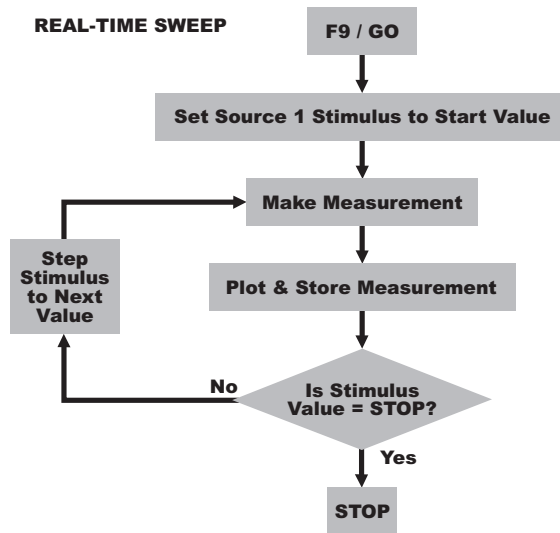 REAL-TIME SWEEP
F9 / GO
Set Source 1 Stimulus to Start Value
Make Measurement
Step
Stimulus
to Next
Value
Plot & Store Measurement
Is Stimulus
Value = STOP?
No
Yes
STOP